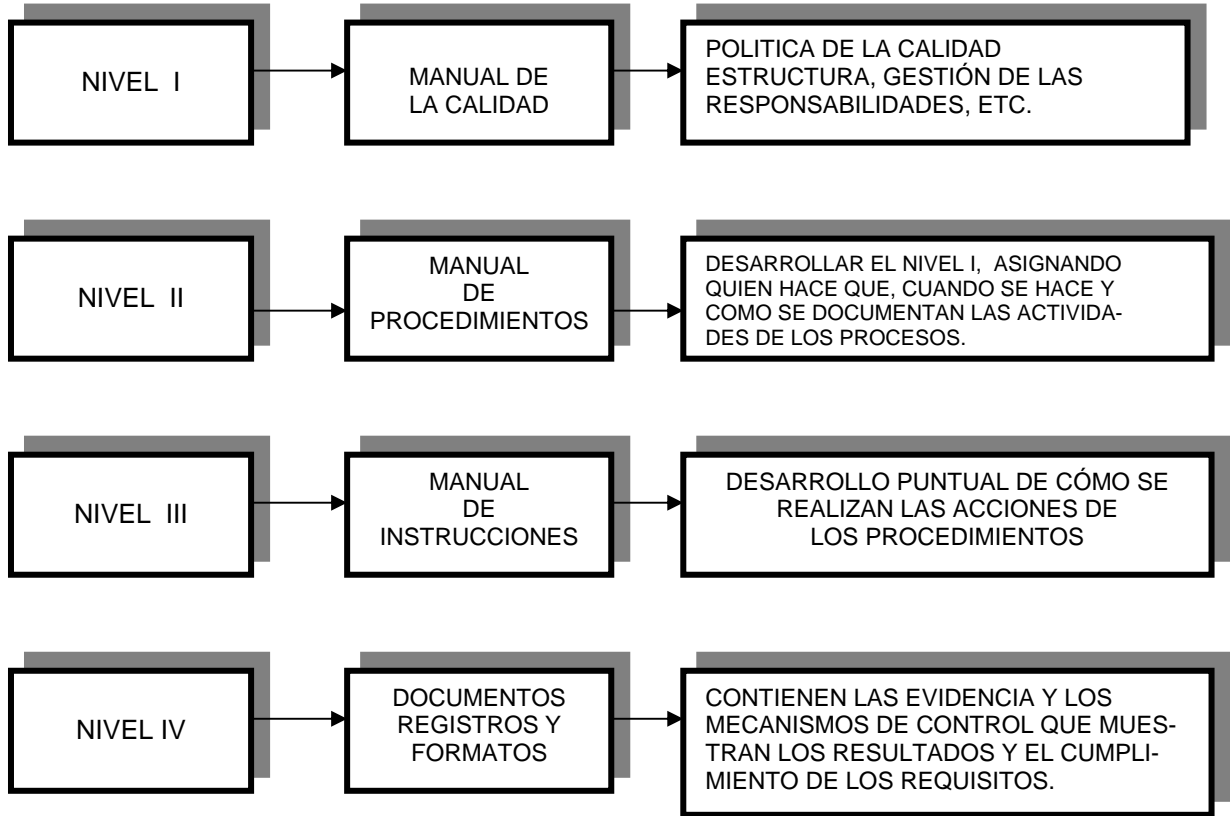 NIVEL I
MANUAL DE
LA CALIDAD
POLITICA DE LA CALIDAD
ESTRUCTURA, GESTIÓN DE LAS
RESPONSABILIDADES, ETC.
NIVEL II
MANUAL
DE
PROCEDIMIENTOS
DESARROLLAR EL NIVEL I, ASIGNANDO
QUIEN HACE QUE, CUANDO SE HACE Y
COMO SE DOCUMENTAN LAS ACTIVIDA-
DES DE LOS PROCESOS.
NIVEL III
MANUAL
DE
INSTRUCCIONES
DESARROLLO PUNTUAL DE CÓMO SE
REALIZAN LAS ACCIONES DE
LOS PROCEDIMIENTOS
NIVEL IV
DOCUMENTOS
REGISTROS Y
FORMATOS
CONTIENEN LAS EVIDENCIA Y LOS
MECANISMOS DE CONTROL QUE MUES-
TRAN LOS RESULTADOS Y EL CUMPLI-
MIENTO DE LOS REQUISITOS.